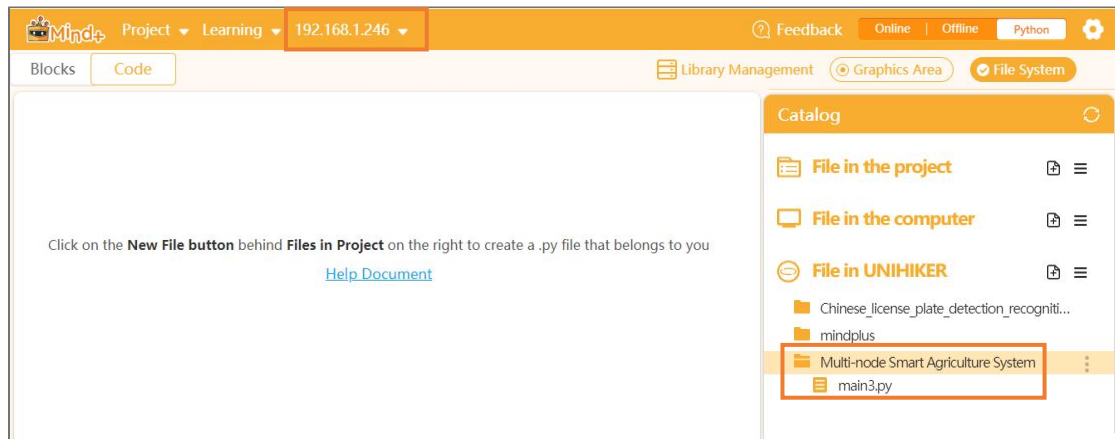 Mind+ Project Learning 192.168.1.246 Feedback Online | Offline Python
Blocks Code Library Management Graphics Area File System
Catalog
File in the project
File in the computer
Click on the New File button behind Files in Project on the right to create a .py file that belongs to you
Help Document
File in UNIHIKER
Chinese_license_plate_detection_recogniti...
mindplus
Multi-node Smart Agriculture System
main3.py